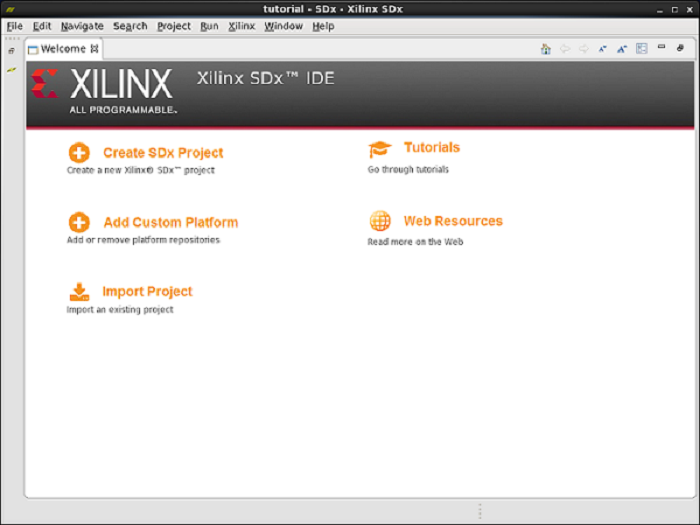 tutorial - SDx - Xilinx SDx
File Edit Navigate Search Project Run Xilinx Window Help
Welcome
XILINX
ALL PROGRAMMABLE™
Xilinx SDx™ IDE
Create SDx Project
Create a new Xilinx® SDx™ project
Tutorials
Go through tutorials
Add Custom Platform
Add or remove platform repositories
Web Resources
Read more on the Web
Import Project
Import an existing project